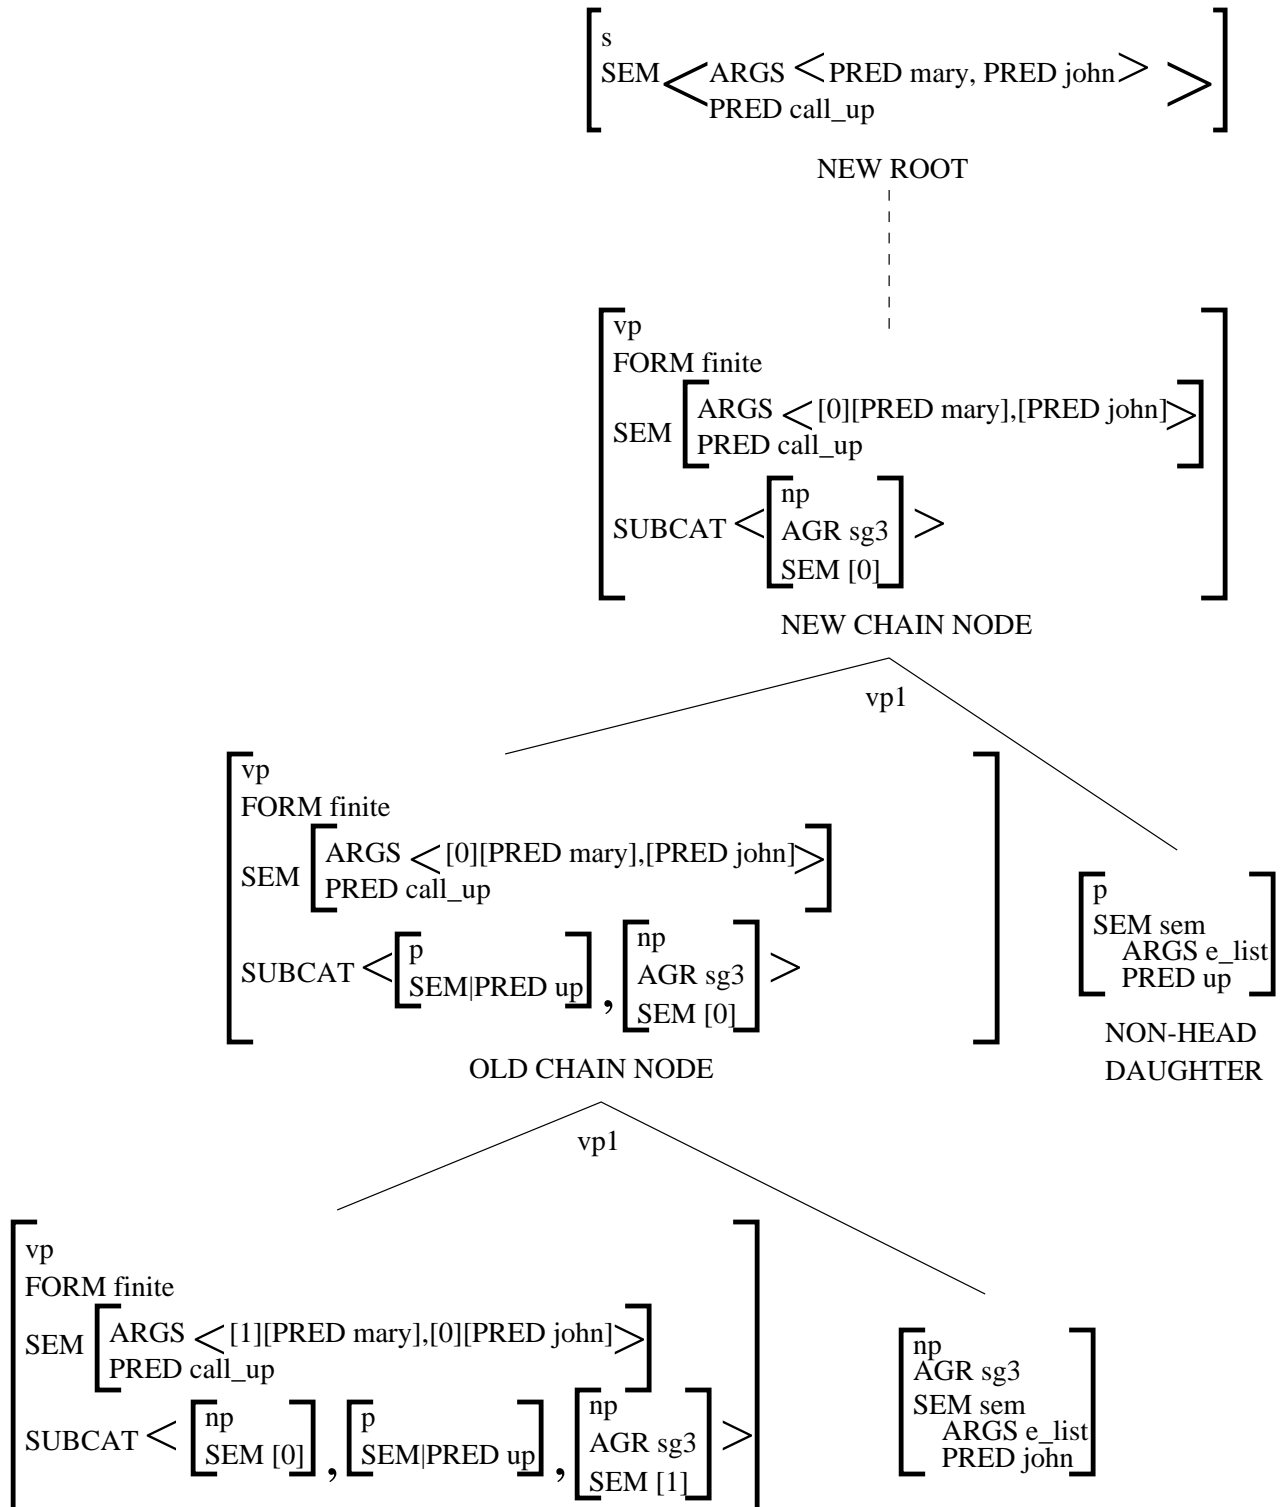 s
SEM < ARGS < PRED mary, PRED john > >
PRED call_up
NEW ROOT
vp
FORM finite
SEM
ARGS < [0][PRED mary],[PRED john] >
PRED call_up
SUBCAT < >
np
AGR sg3
SEM [0]
NEW CHAIN NODE
vp1
vp
FORM finite
SEM
ARGS < [0][PRED mary],[PRED john] >
PRED call_up
SUBCAT < , >
p
SEM|PRED up
np
AGR sg3
SEM [0]
OLD CHAIN NODE
p
SEM sem
ARGS e_list
PRED up
NON-HEAD
DAUGHTER
vp1
vp
FORM finite
SEM
ARGS < [1][PRED mary],[0][PRED john] >
PRED call_up
SUBCAT < , , >
np
SEM [0]
p
SEM|PRED up
np
AGR sg3
SEM [1]
np
AGR sg3
SEM sem
ARGS e_list
PRED john